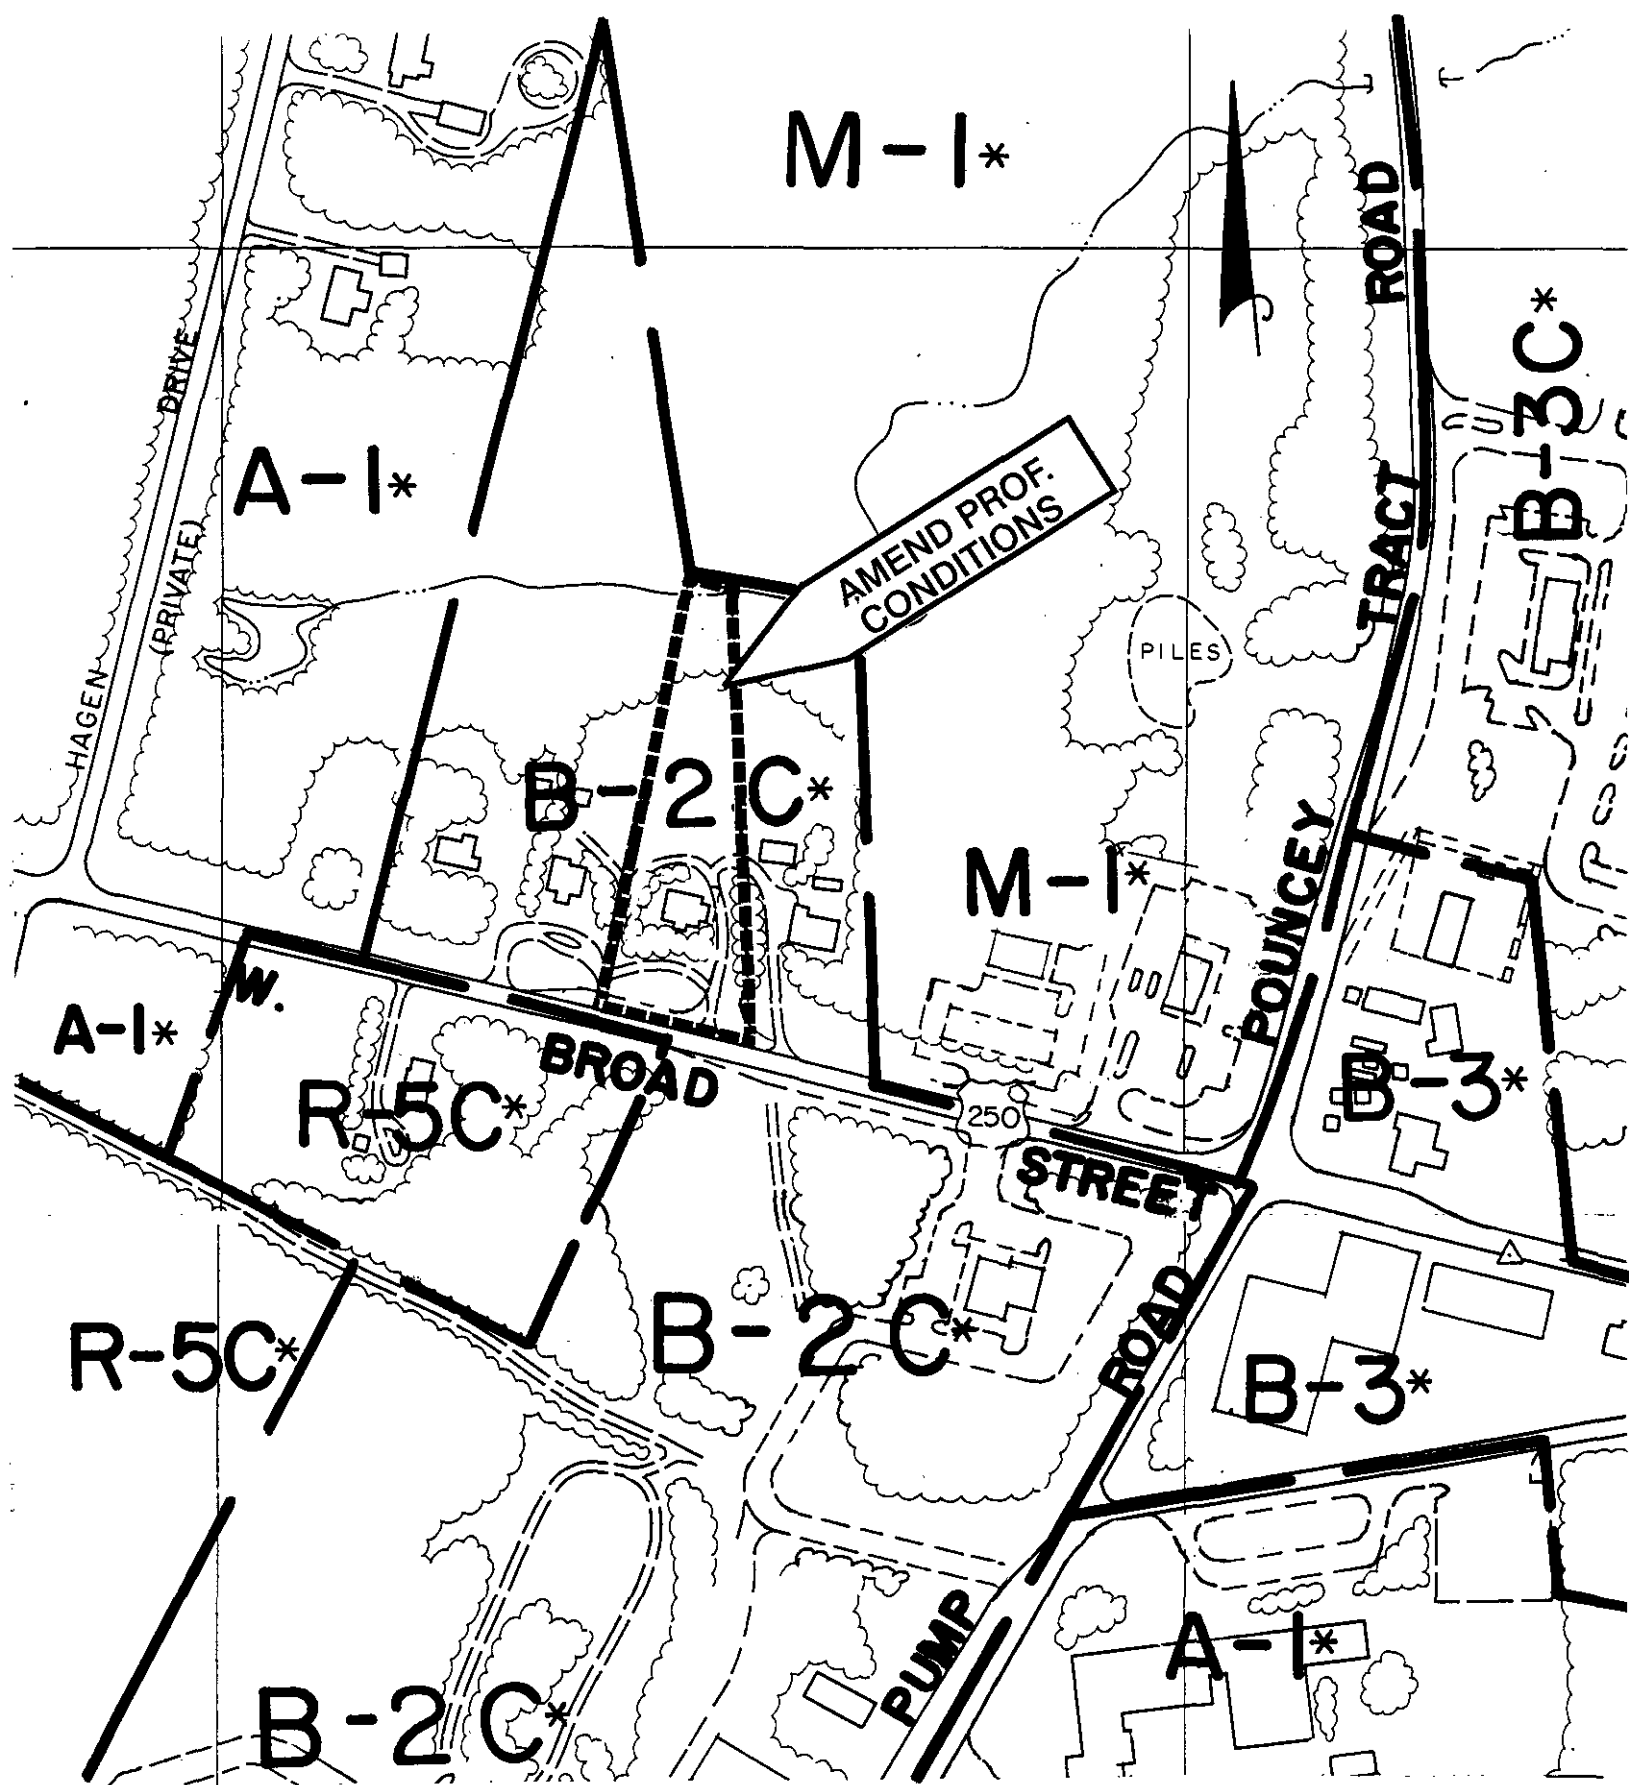 M-1*
ROAD
B-3C*
DRIVE
A-1*
AMEND PROF.
CONDITIONS
TRACT
(PRIVATE)
PILES
HAGEN
B-2C*
M-1*
POUNCEY
W.
A-1*
BROAD
R-5C*
250
B-3*
STREET
R-5C*
B-2C*
ROAD
B-3*
PUMP
A-1*
B-2C*